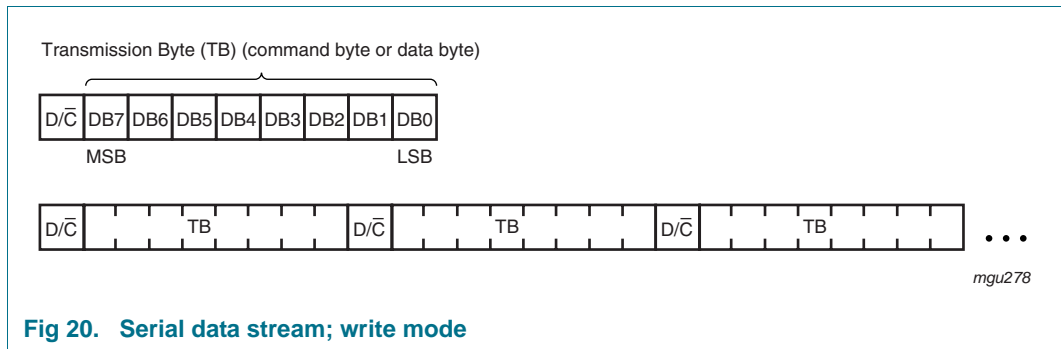 Transmission Byte (TB) (command byte or data byte)
D/C̅ DB7 DB6 DB5 DB4 DB3 DB2 DB1 DB0
MSB LSB
D/C̅ TB D/C̅ TB D/C̅ TB ...
mgu278
Fig 20. Serial data stream; write mode